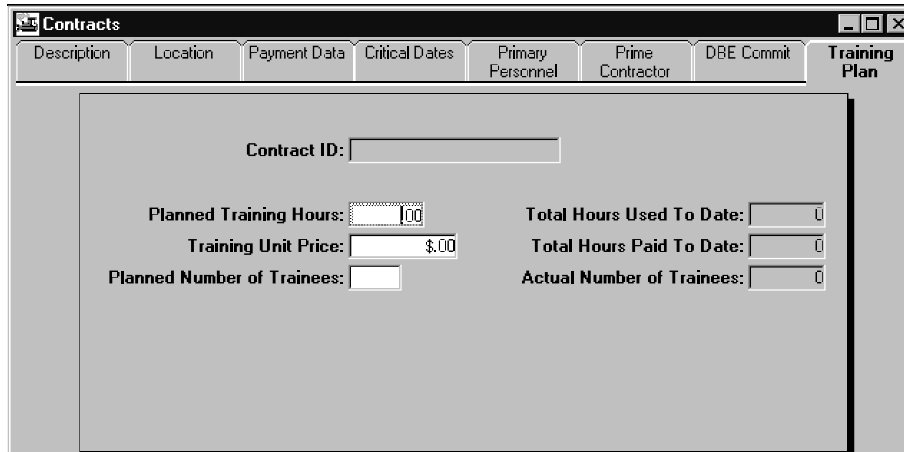 Contracts
Description Location Payment Data Critical Dates Primary Personnel Prime Contractor DBE Commit Training Plan
Contract ID:
Planned Training Hours: .00 Total Hours Used To Date: 0
Training Unit Price: $.00 Total Hours Paid To Date: 0
Planned Number of Trainees: Actual Number of Trainees: 0